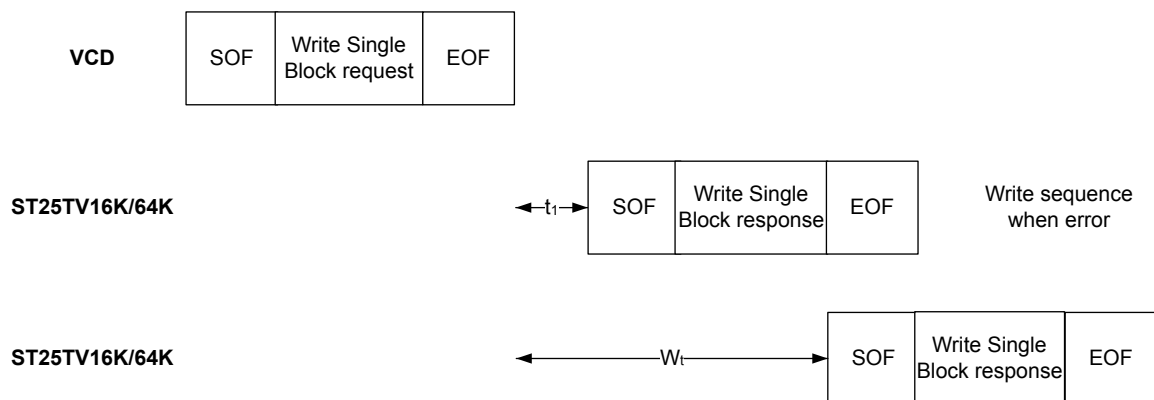 VCD
SOF
Write Single
Block request
EOF
ST25TV16K/64K
t1
SOF
Write Single
Block response
EOF
Write sequence
when error
ST25TV16K/64K
Wt
SOF
Write Single
Block response
EOF